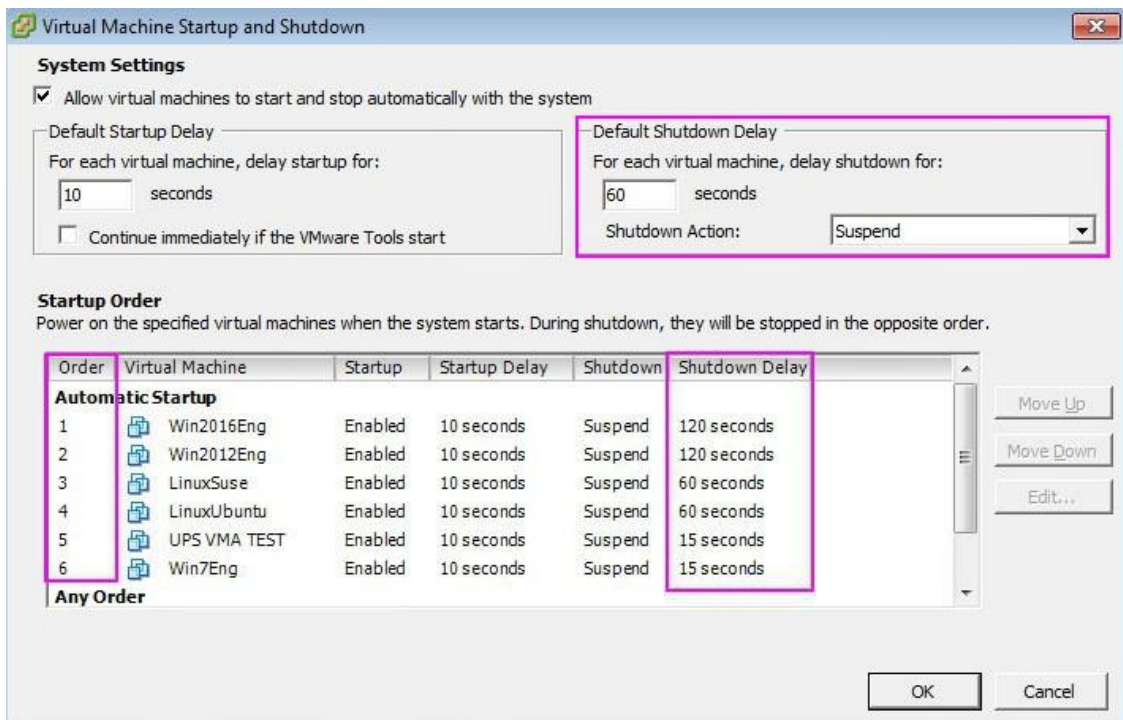 Virtual Machine Startup and Shutdown
System Settings
Allow virtual machines to start and stop automatically with the system
Default Startup Delay
For each virtual machine, delay startup for:
10 seconds
Continue immediately if the VMware Tools start
Default Shutdown Delay
For each virtual machine, delay shutdown for:
60 seconds
Shutdown Action: Suspend
Startup Order
Power on the specified virtual machines when the system starts. During shutdown, they will be stopped in the opposite order.
Order Virtual Machine Startup Startup Delay Shutdown Shutdown Delay
Automatic Startup
1 Win2016Eng Enabled 10 seconds Suspend 120 seconds
2 Win2012Eng Enabled 10 seconds Suspend 120 seconds
3 LinuxSuse Enabled 10 seconds Suspend 60 seconds
4 LinuxUbuntu Enabled 10 seconds Suspend 60 seconds
5 UPS VMA TEST Enabled 10 seconds Suspend 15 seconds
6 Win7Eng Enabled 10 seconds Suspend 15 seconds
Any Order
Move Up
Move Down
Edit...
OK Cancel